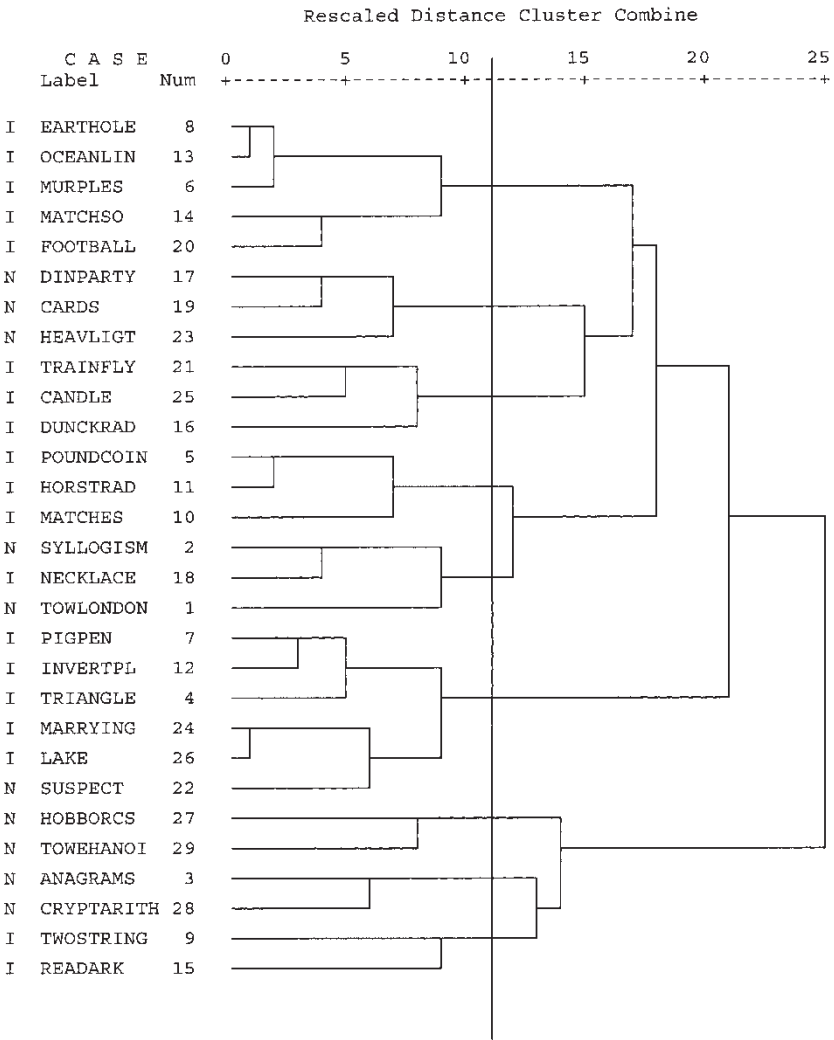 Rescaled Distance Cluster Combine
C A S E 0 5 10 15 20 25
Label Num +---------+---------+---------+---------+---------+
I EARTHOLE 8
I OCEANLIN 13
I MURPLES 6
I MATCHSO 14
I FOOTBALL 20
N DINPARTY 17
N CARDS 19
N HEAVLIGT 23
I TRAINFLY 21
I CANDLE 25
I DUNCKRAD 16
I POUNDCOIN 5
I HORSTRAD 11
I MATCHES 10
N SYLLOGISM 2
I NECKLACE 18
N TOWLONDON 1
I PIGPEN 7
I INVERTPL 12
I TRIANGLE 4
I MARRYING 24
I LAKE 26
N SUSPECT 22
N HOBBORCS 27
N TOWEHANOI 29
N ANAGRAMS 3
N CRYPTARITH 28
I TWOSTRING 9
I READARK 15